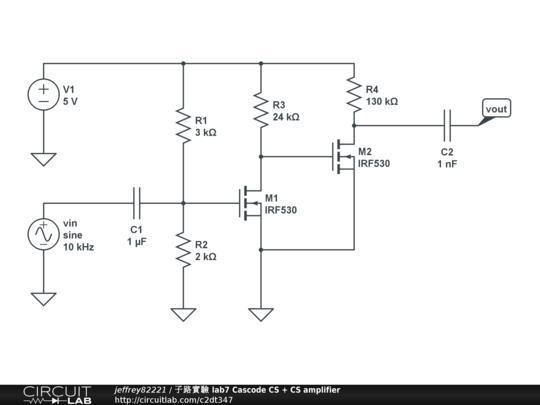 V1
5 V
R1
3 kΩ
R3
24 kΩ
R4
130 kΩ
vout
M2
IRF530
C2
1 nF
M1
IRF530
vin
sine
10 kHz
C1
1 µF
R2
2 kΩ
CIRCUIT
LAB
jeffrey82221 / 子路實驗 lab7 Cascode CS + CS amplifier
http://circuitlab.com/c2dt347